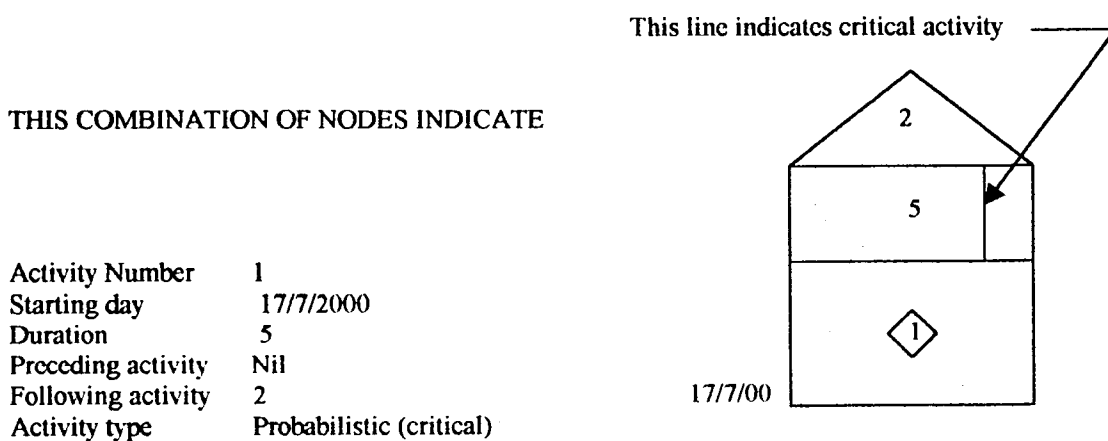 This line indicates critical activity
THIS COMBINATION OF NODES INDICATE
2
5
Activity Number 1
Starting day 17/7/2000
Duration 5
Preceding activity Nil
Following activity 2
Activity type Probabilistic (critical)
1
17/7/00